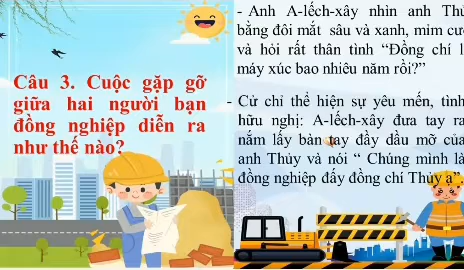 Câu 3. Cuộc gặp gỡ
giữa hai người bạn
đồng nghiệp diễn ra
như thế nào?
- Anh A-lếch-xây nhìn anh Thủ
bằng đôi mắt sâu và xanh, mỉm cư
và hỏi rất thân tình “Đồng chí l
máy xúc bao nhiêu năm rồi?”
- Cử chỉ thể hiện sự yêu mến, tình
hữu nghị: A-lếch-xây đưa tay ra
nắm lấy bàn tay đầy dầu mỡ của
anh Thủy và nói “ Chúng mình là
đồng nghiệp đấy đồng chí Thủy ạ”.